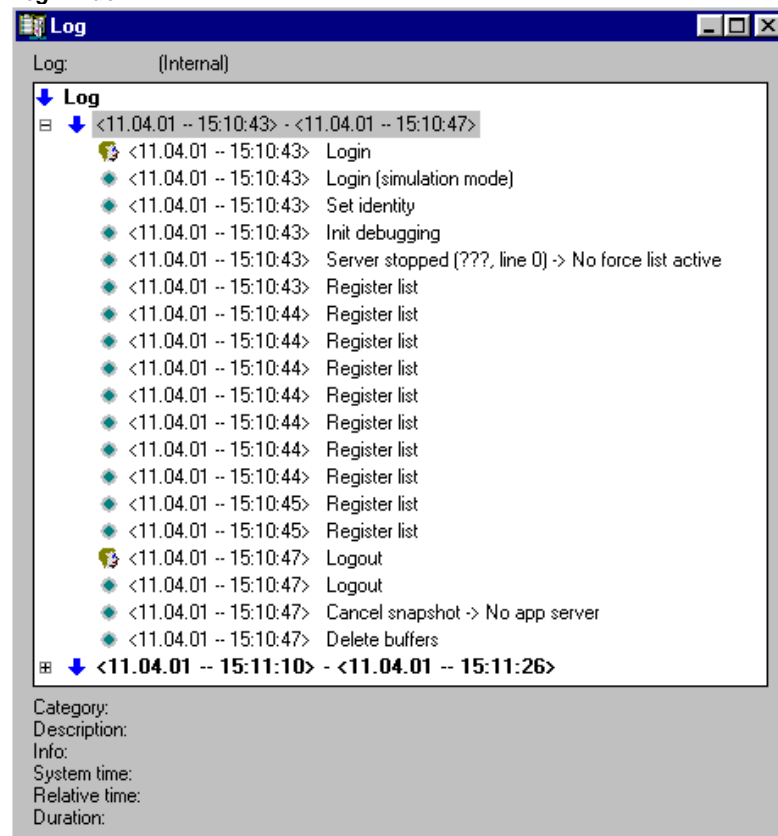 Log
Log: (Internal)
Log
<11.04.01 -- 15:10:43> - <11.04.01 -- 15:10:47>
<11.04.01 -- 15:10:43> Login
<11.04.01 -- 15:10:43> Login (simulation mode)
<11.04.01 -- 15:10:43> Set identity
<11.04.01 -- 15:10:43> Init debugging
<11.04.01 -- 15:10:43> Server stopped (???, line 0) -> No force list active
<11.04.01 -- 15:10:43> Register list
<11.04.01 -- 15:10:44> Register list
<11.04.01 -- 15:10:44> Register list
<11.04.01 -- 15:10:44> Register list
<11.04.01 -- 15:10:44> Register list
<11.04.01 -- 15:10:44> Register list
<11.04.01 -- 15:10:44> Register list
<11.04.01 -- 15:10:44> Register list
<11.04.01 -- 15:10:45> Register list
<11.04.01 -- 15:10:45> Register list
<11.04.01 -- 15:10:47> Logout
<11.04.01 -- 15:10:47> Logout
<11.04.01 -- 15:10:47> Cancel snapshot -> No app server
<11.04.01 -- 15:10:47> Delete buffers
<11.04.01 -- 15:11:10> - <11.04.01 -- 15:11:26>
Category:
Description:
Info:
System time:
Relative time:
Duration: